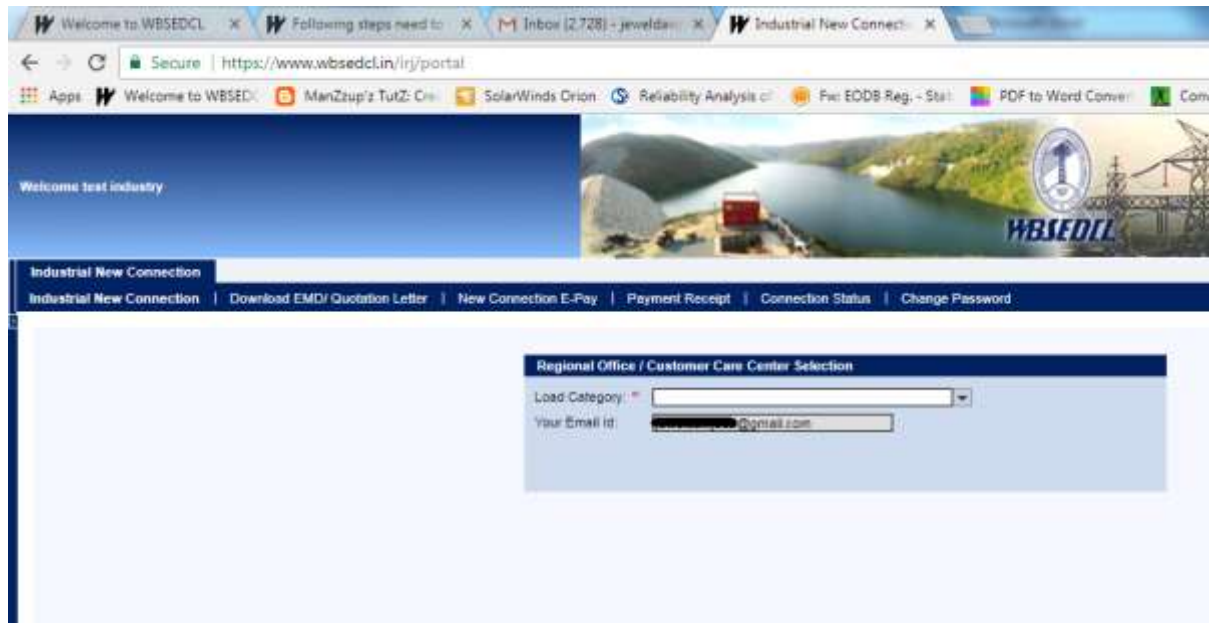 Welcome to WBSEDCL
Following steps need to
Inbox (2,728) - jeweldan
Industrial New Connect
Secure | https://www.wbsedcl.in/irj/portal
Apps Welcome to WBSEDC ManZzup'z TutZ: Cre SolarWinds Orion Reliability Analysis of Fw: EODB Reg. - Stat PDF to Word Conver Com
Welcome test industry
WBSEDCL
Industrial New Connection
Industrial New Connection | Download EMD/ Quotation Letter | New Connection E-Pay | Payment Receipt | Connection Status | Change Password
Regional Office / Customer Care Center Selection
Load Category: *
Your Email Id: @gmail.com